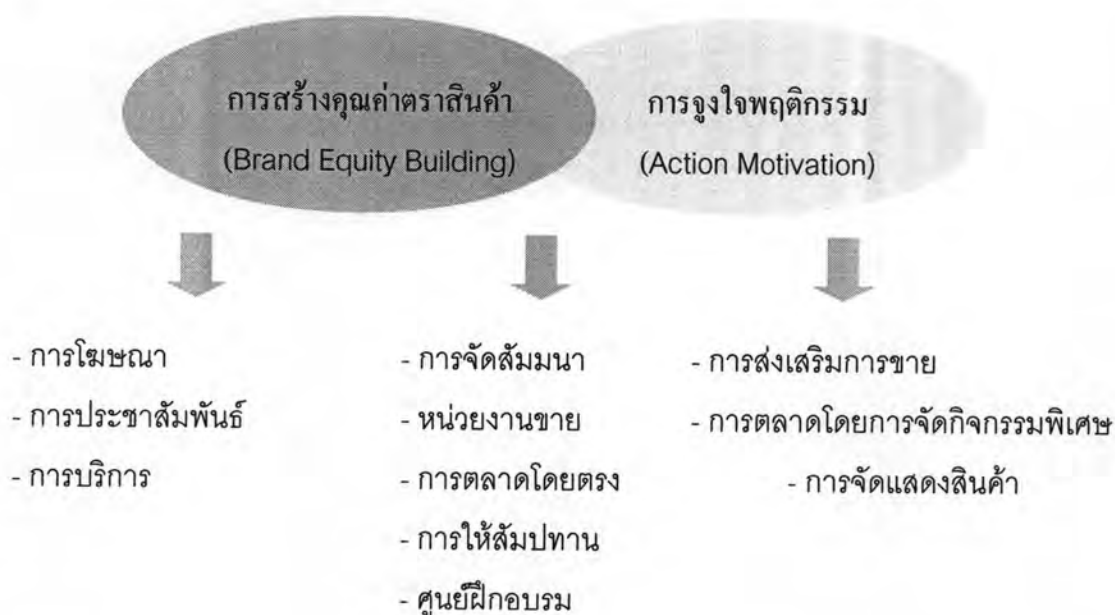 การสร้างคุณค่าตราสินค้า
(Brand Equity Building)
การจูงใจพฤติกรรม
(Action Motivation)
- การโฆษณา
- การประชาสัมพันธ์
- การบริการ
- การจัดสัมมนา
- หน่วยงานขาย
- การตลาดโดยตรง
- การให้สัมปทาน
- ศูนย์ฝึกอบรม
- การส่งเสริมการขาย
- การตลาดโดยการจัดกิจกรรมพิเศษ
- การจัดแสดงสินค้า